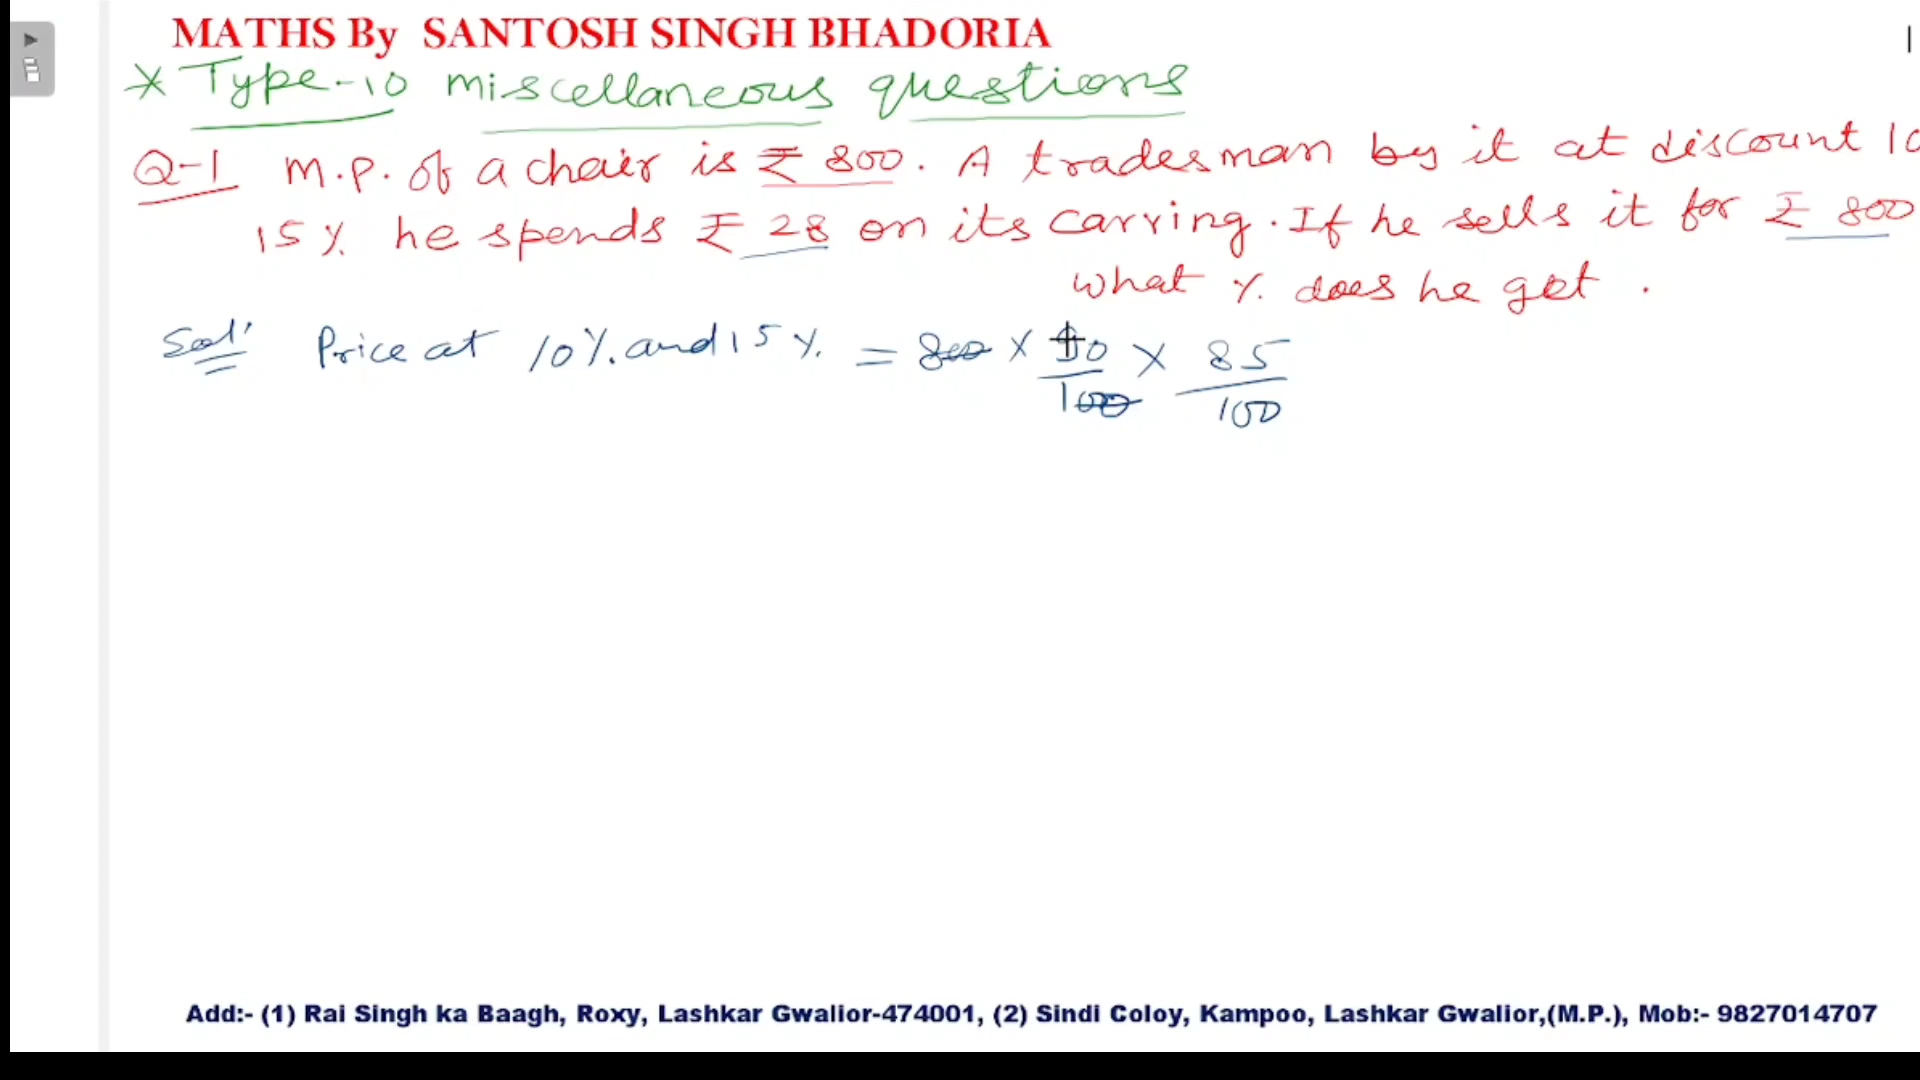 MATHS By SANTOSH SINGH BHADORIA
* Type-10 miscellaneous questions
Q-1 M.P. of a chair is ₹ 800. A tradesman by it at discount 10
15 % he spends ₹ 28 on its carring. If he sells it for ₹ 800
what % does he get .
Sol' Price at 10%. and 15 %. = 800 × 90/100 × 85/100
Add:- (1) Rai Singh ka Baagh, Roxy, Lashkar Gwalior-474001, (2) Sindi Coloy, Kampoo, Lashkar Gwalior,(M.P.), Mob:- 9827014707